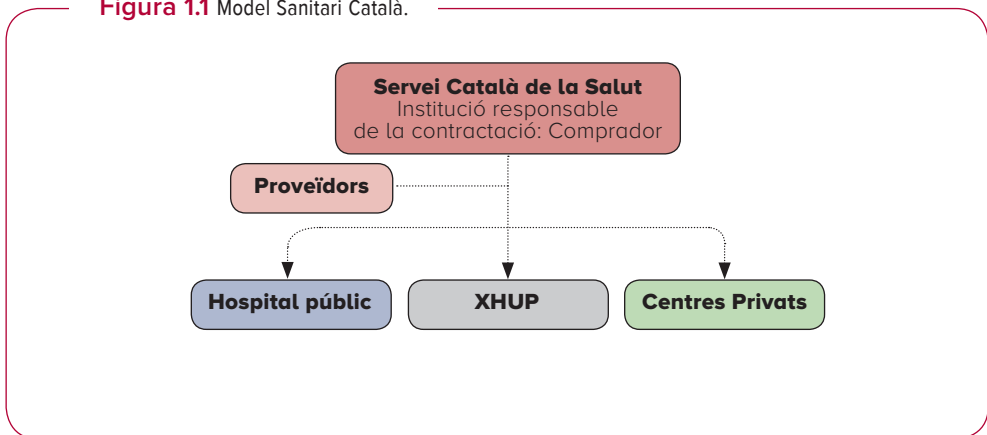 Figura 1.1 Model Sanitari Català.
Servei Català de la Salut
Institució responsable
de la contractació: Comprador
Proveïdors
Hospital públic
XHUP
Centres Privats